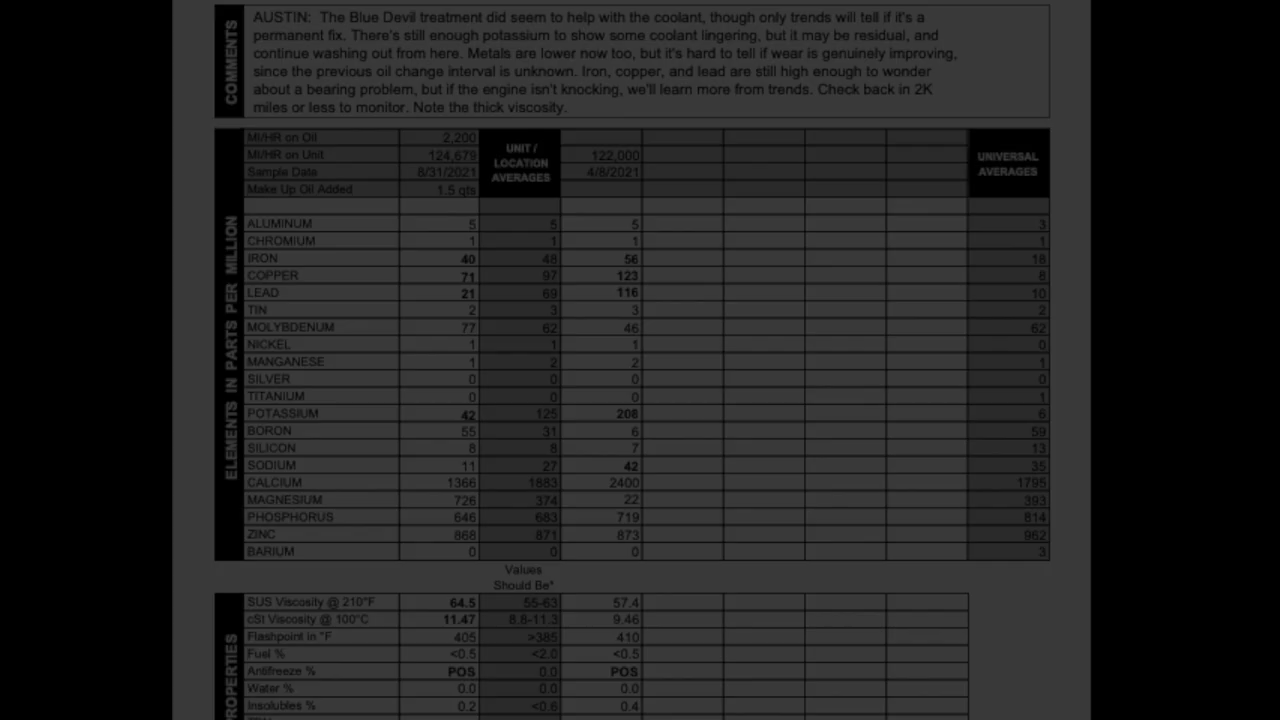 COMMENTS
AUSTIN: The Blue Devil treatment did seem to help with the coolant, though only trends will tell if it's a
permanent fix. There's still enough potassium to show some coolant lingering, but it may be residual, and
continue washing out from here. Metals are lower now too, but it's hard to tell if wear is genuinely improving,
since the previous oil change interval is unknown. Iron, copper, and lead are still high enough to wonder
about a bearing problem, but if the engine isn't knocking, we'll learn more from trends. Check back in 2K
miles or less to monitor. Note the thick viscosity.
MI/HR on Oil 2,200 UNIT / LOCATION AVERAGES UNIVERSAL AVERAGES
MI/HR on Unit 124,679 122,000
Sample Date 8/31/2021 4/8/2021
Make Up Oil Added 1.5 qts
ELEMENTS IN PARTS PER MILLION
ALUMINUM 5 5 5 3
CHROMIUM 1 1 1 1
IRON 40 48 56 18
COPPER 71 97 123 8
LEAD 21 69 116 10
TIN 2 3 3 2
MOLYBDENUM 77 62 46 62
NICKEL 1 1 1 0
MANGANESE 1 2 2 1
SILVER 0 0 0 0
TITANIUM 0 0 0 1
POTASSIUM 42 125 208 6
BORON 55 31 6 59
SILICON 8 8 7 13
SODIUM 11 27 42 35
CALCIUM 1366 1883 2400 1795
MAGNESIUM 726 374 22 393
PHOSPHORUS 646 683 719 814
ZINC 868 871 873 962
BARIUM 0 0 0 3
Values
Should Be*
PROPERTIES
SUS Viscosity @ 210°F 64.5 55-63 57.4
cSt Viscosity @ 100°C 11.47 8.8-11.3 9.46
Flashpoint in °F 405 >385 410
Fuel % <0.5 <2.0 <0.5
Antifreeze % POS 0.0 POS
Water % 0.0 0.0 0.0
Insolubles % 0.2 <0.6 0.4